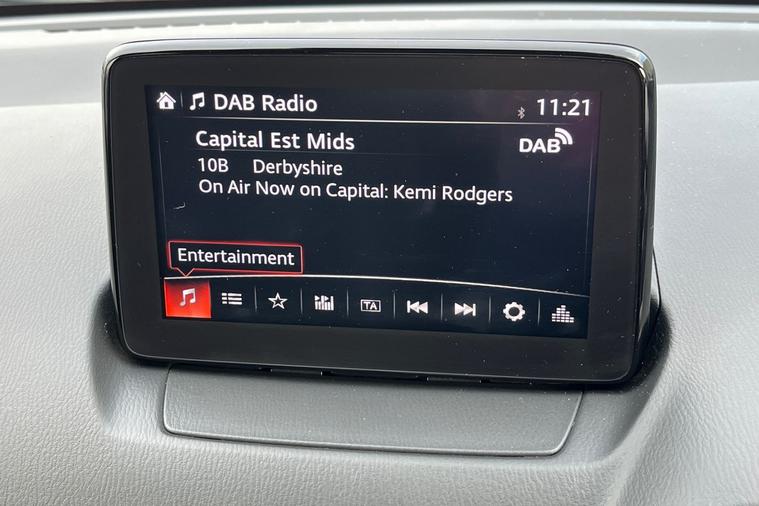 DAB Radio 11:21
Capital Est Mids DAB
10B Derbyshire
On Air Now on Capital: Kemi Rodgers
Entertainment
TA